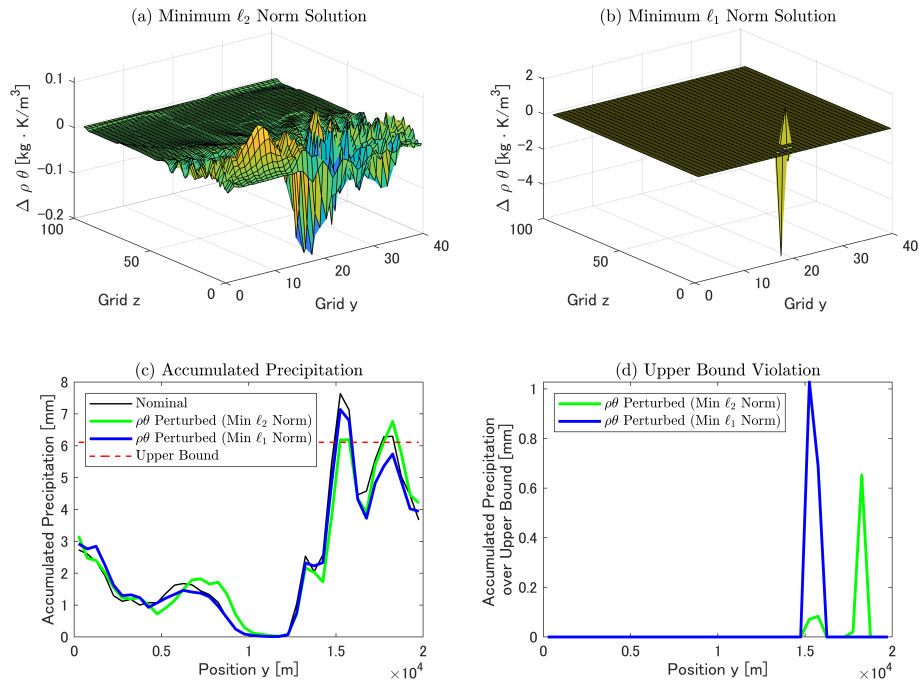 (a) Minimum ℓ₂ Norm Solution
0.1
0
−0.1
−0.2
Δ ρ θ [kg · K/m³]
100
50
0
Grid z
0
10
20
30
40
Grid y
(b) Minimum ℓ₁ Norm Solution
2
0
−2
−4
−6
Δ ρ θ [kg · K/m³]
100
50
0
Grid z
0
10
20
30
40
Grid y
(c) Accumulated Precipitation
8
7
6
5
4
3
2
1
0
Accumulated Precipitation [mm]
Nominal
ρθ Perturbed (Min ℓ₂ Norm)
ρθ Perturbed (Min ℓ₁ Norm)
Upper Bound
0 0.5 1 1.5 2
Position y [m]
×10⁴
(d) Upper Bound Violation
1
0.8
0.6
0.4
0.2
0
Accumulated Precipitation
over Upper Bound [mm]
ρθ Perturbed (Min ℓ₂ Norm)
ρθ Perturbed (Min ℓ₁ Norm)
0 0.5 1 1.5 2
Position y [m]
×10⁴